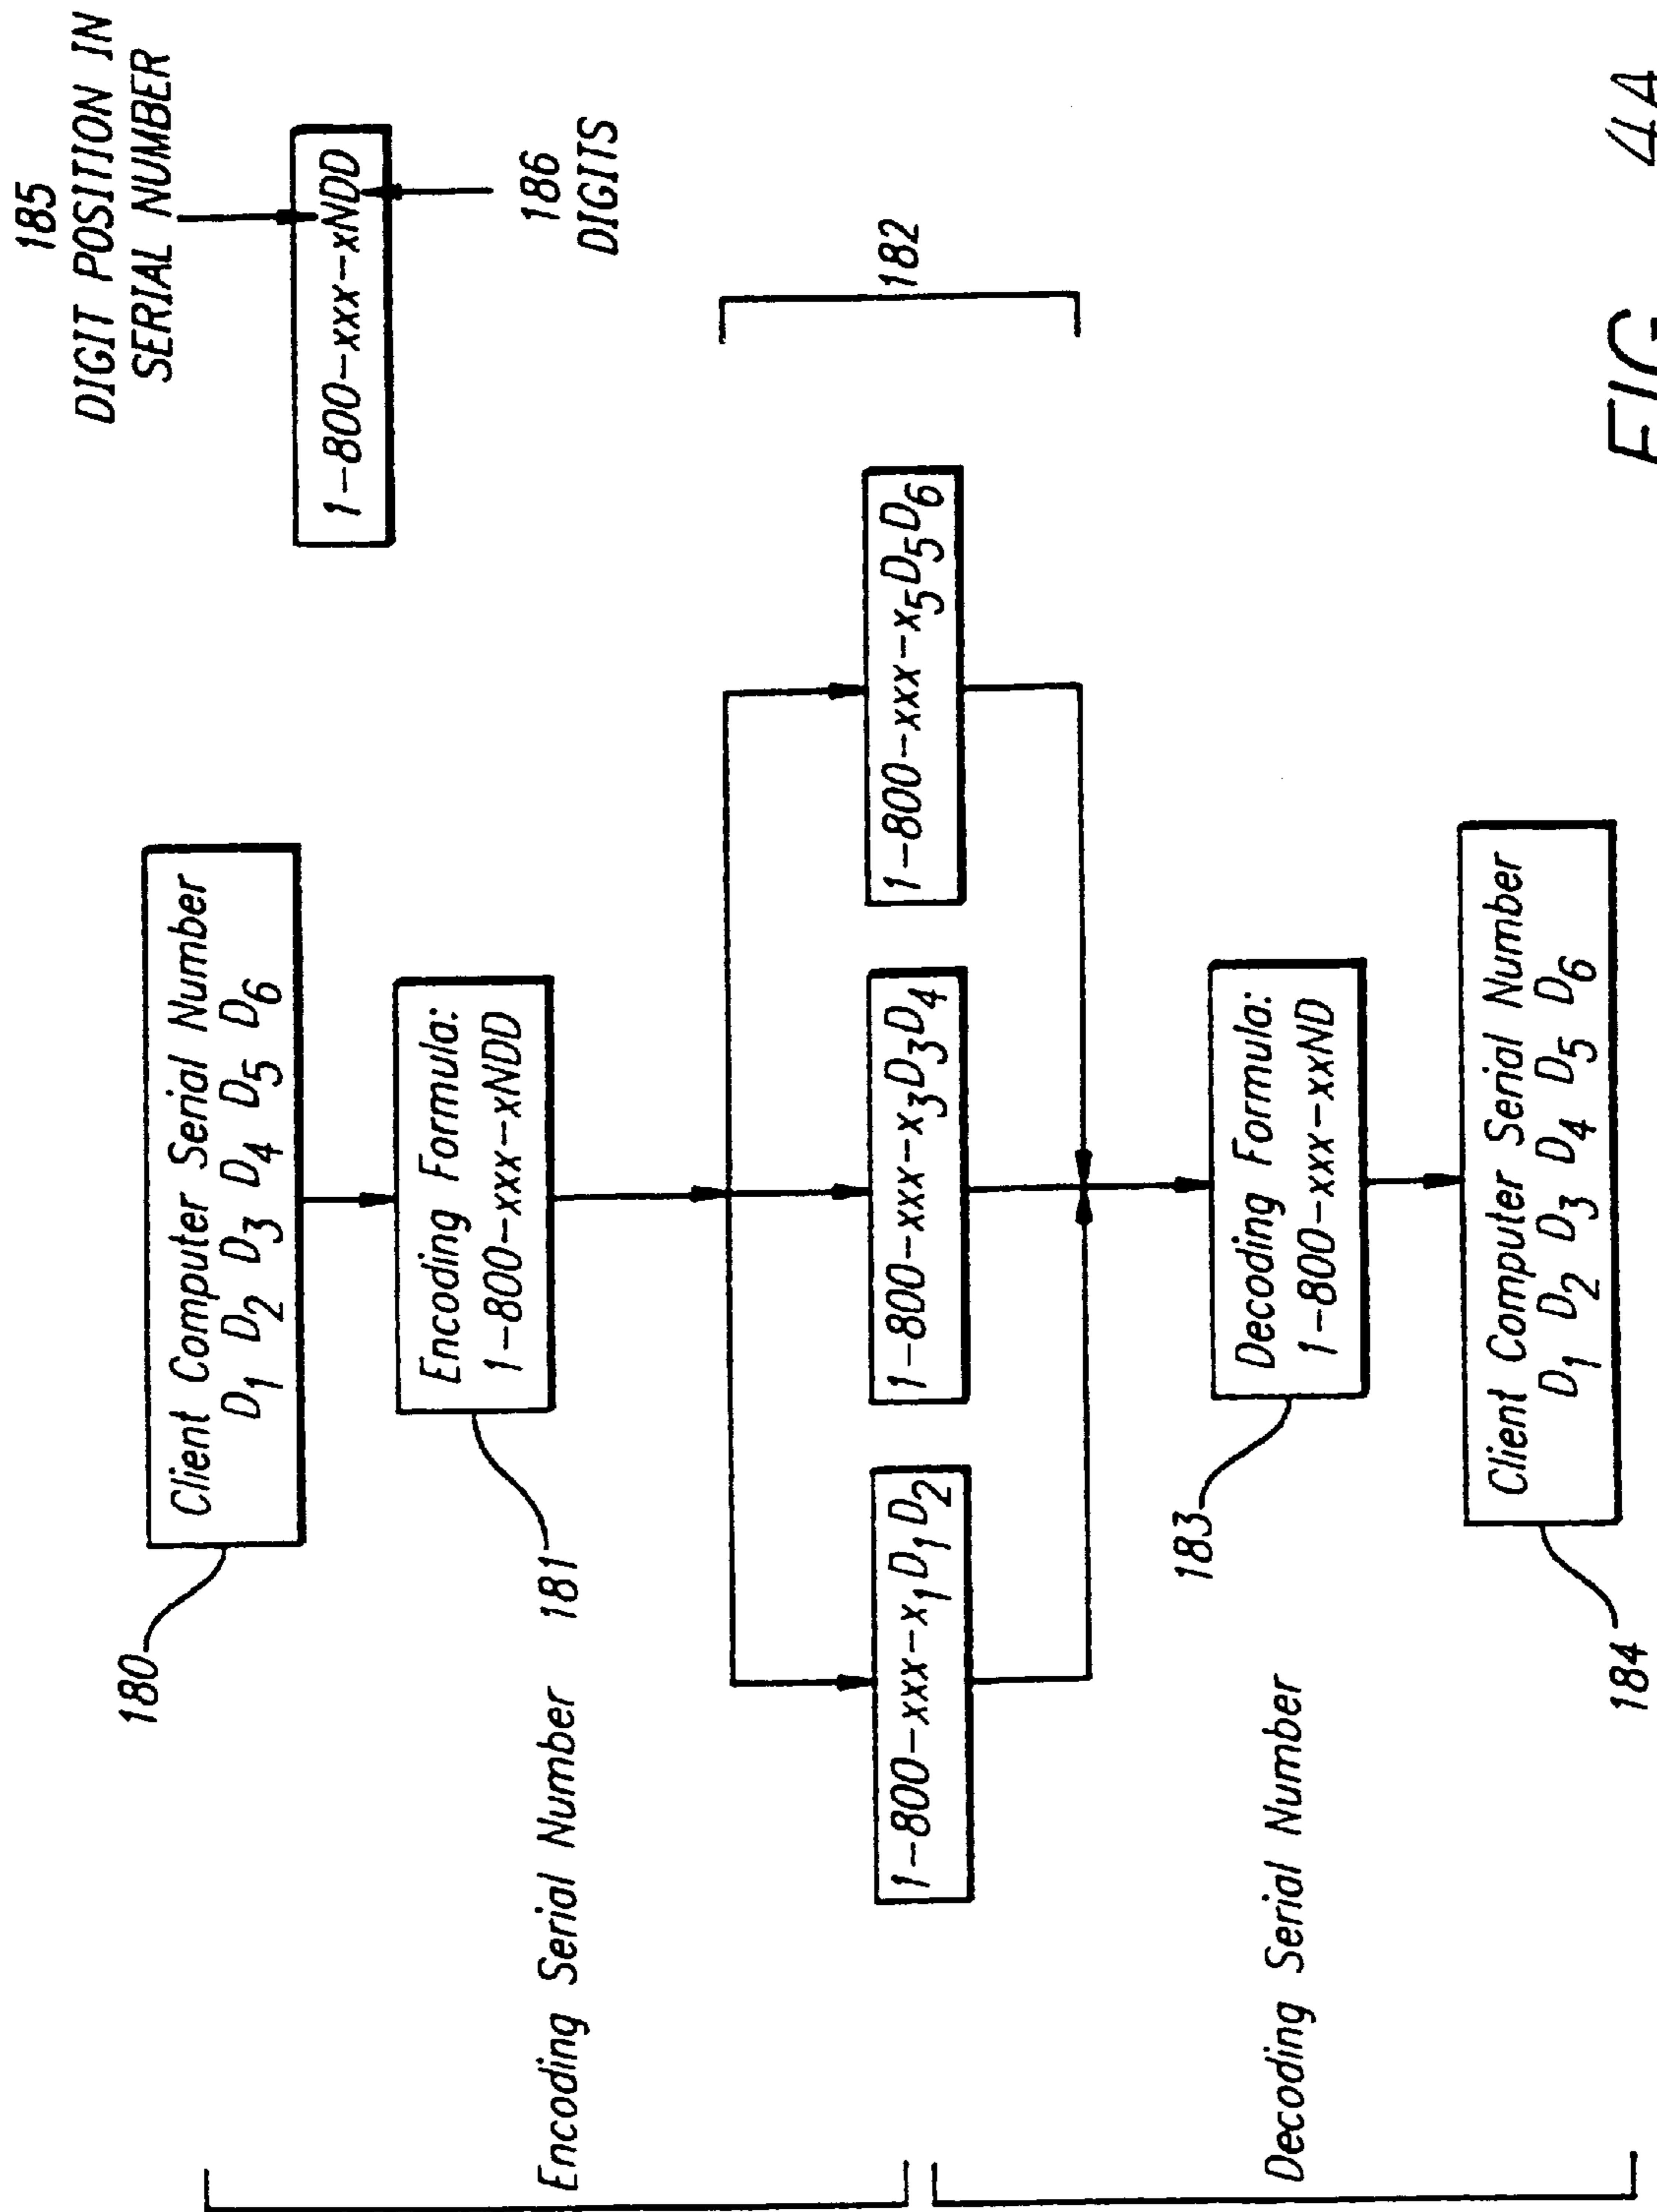 185
DIGIT POSITION IN
SERIAL NUMBER
1-800-xxx-xNDD
186
DIGITS
180
Client Computer Serial Number
D1 D2 D3 D4 D5 D6
Encoding Serial Number
181
Encoding Formula:
1-800-xxx-xNDD
182
1-800-xxx-x1D1D2
1-800-xxx-x3D3D4
1-800-xxx-x5D5D6
Decoding Serial Number
183
Decoding Formula:
1-800-xxx-xxND
184
Client Computer Serial Number
D1 D2 D3 D4 D5 D6
FIG. 4A